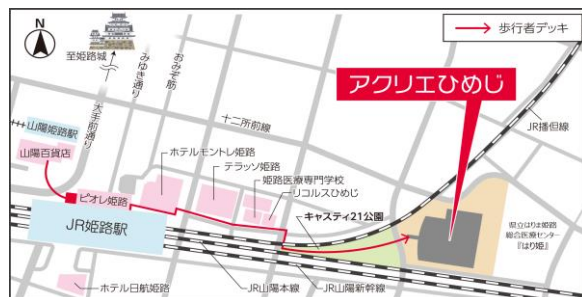 歩行者デッキ
N
至姫路城
大手前通り
みゆき通り
おみぞ筋
十二所前線
アクリエひめじ
JR播但線
山陽姫路駅
山陽百貨店
ホテルモントレ姫路
テラッソ姫路
姫路医療専門学校
リコルスひめじ
ピオレ姫路
キャスティ21公園
県立はりま姫路
総合医療センター
『はり姫』
JR姫路駅
ホテル日航姫路
JR山陽本線
JR山陽新幹線